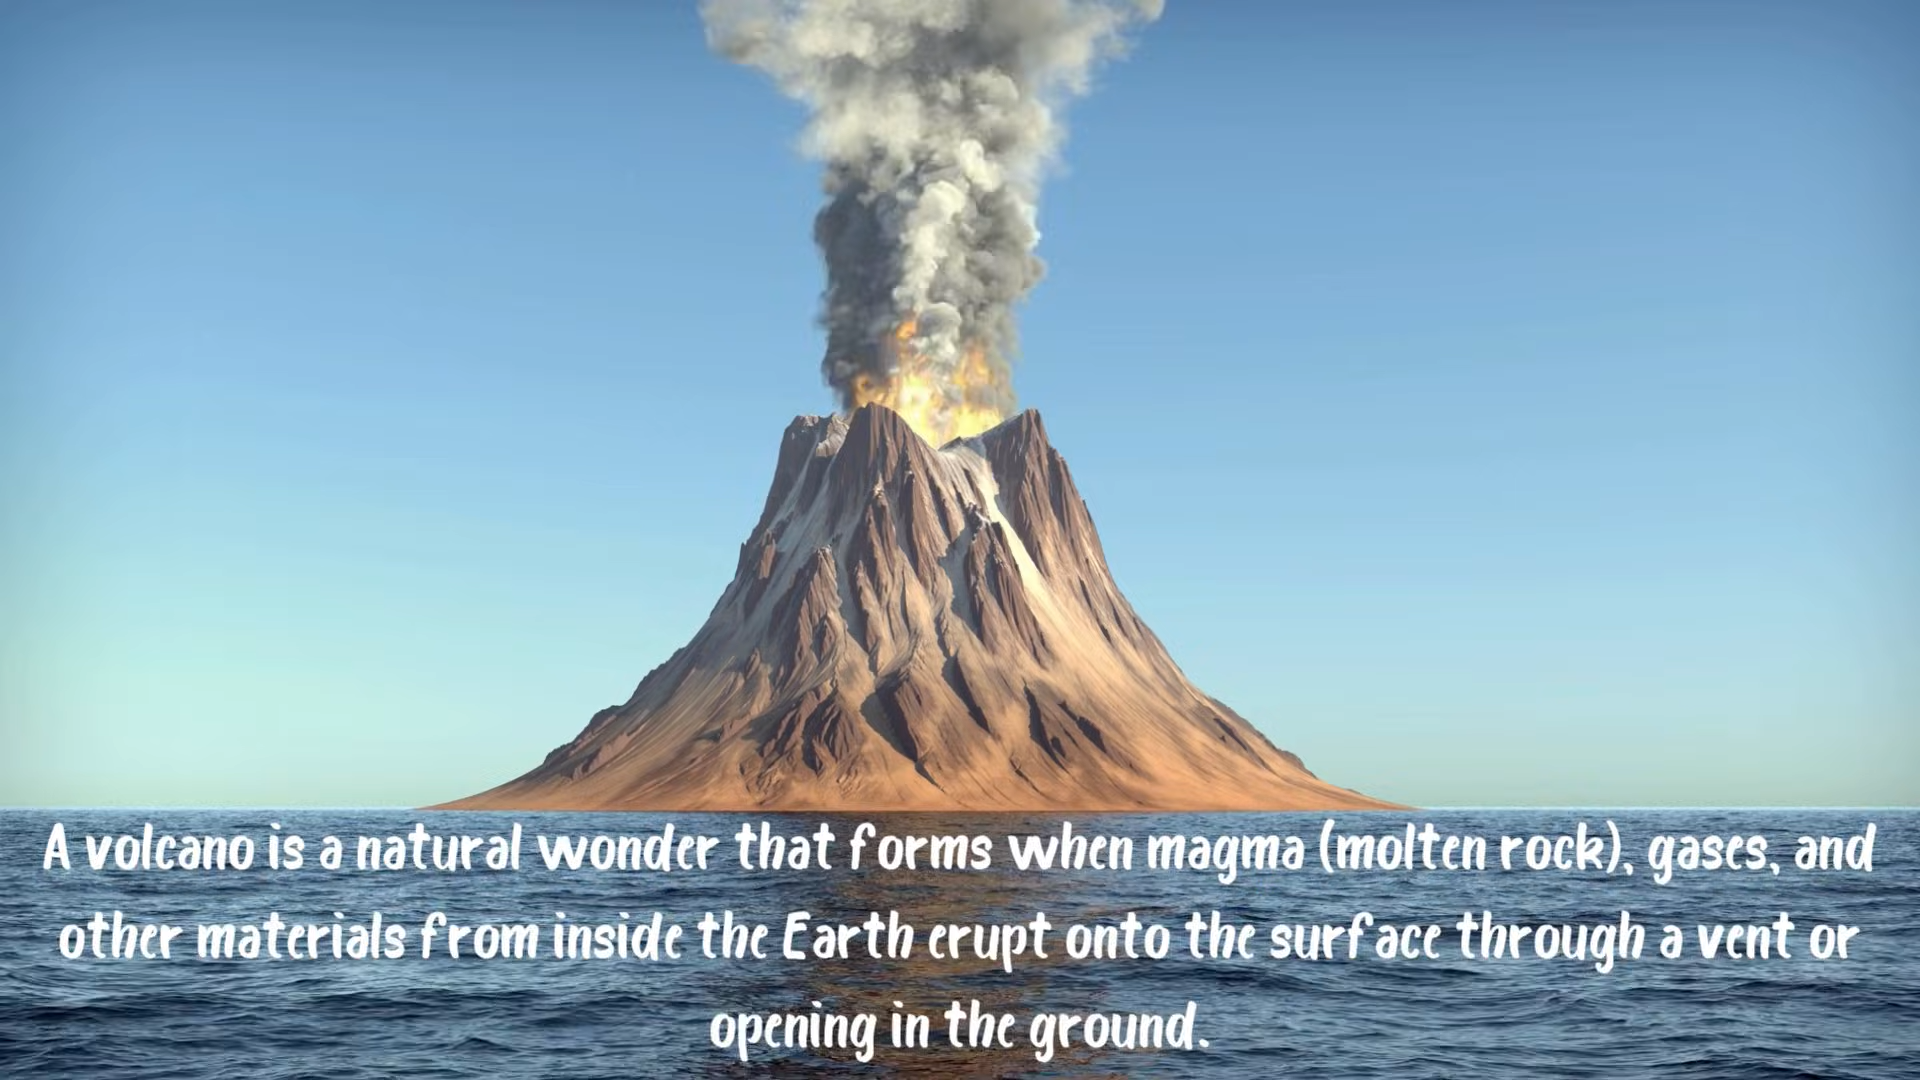 A volcano is a natural wonder that forms when magma (molten rock), gases, and
other materials from inside the Earth erupt onto the surface through a vent or
opening in the ground.